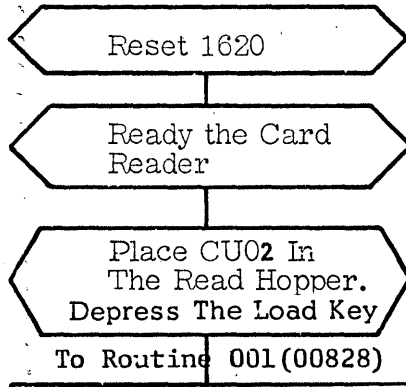 Reset 1620
Ready the Card
Reader
Place CU02 In
The Read Hopper.
Depress The Load Key
To Routine 001(00828)